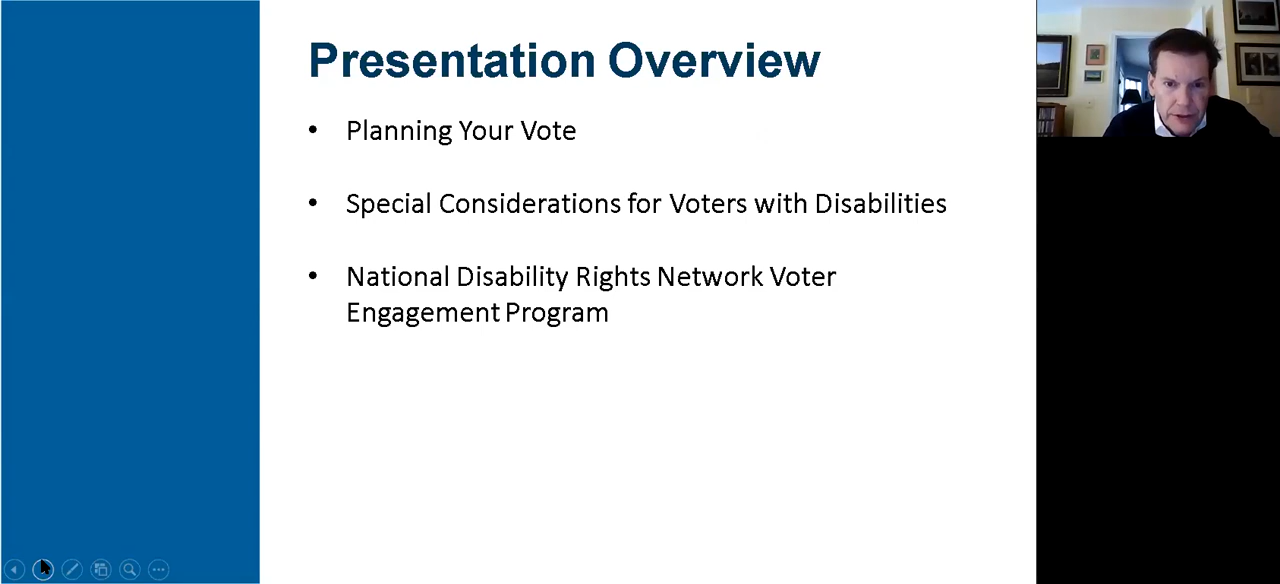 Presentation Overview
• Planning Your Vote
• Special Considerations for Voters with Disabilities
• National Disability Rights Network Voter
Engagement Program